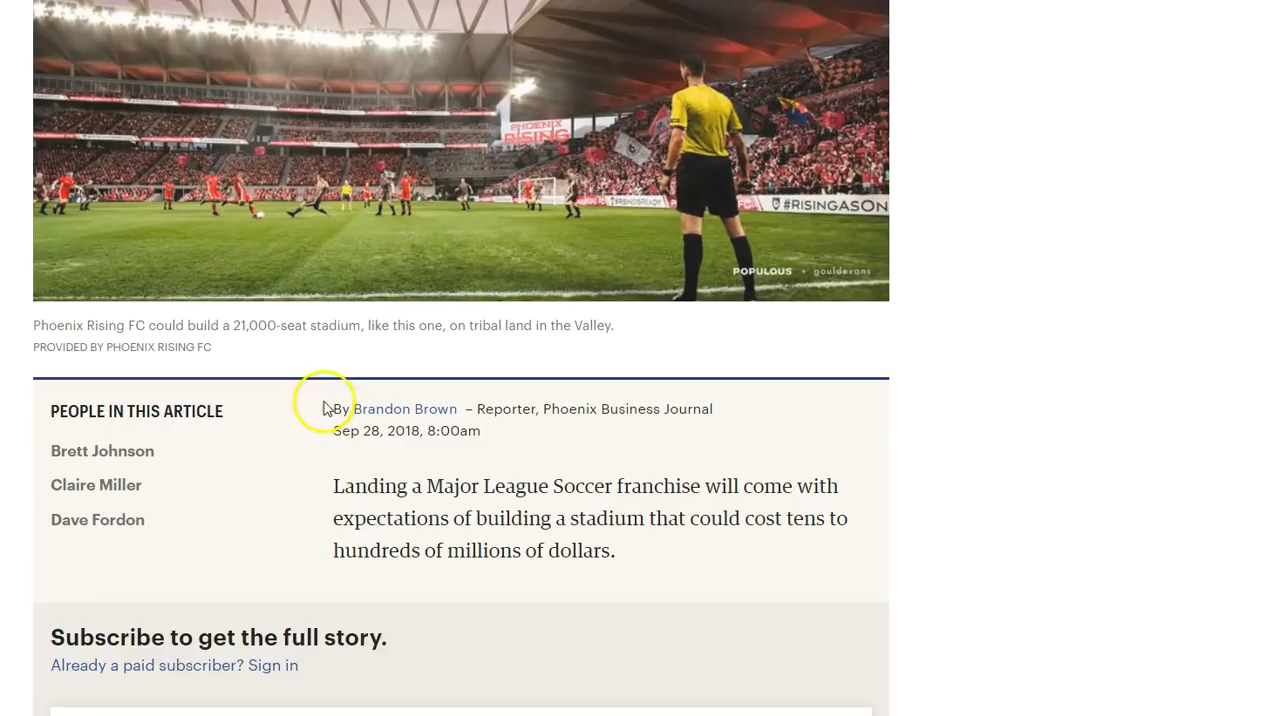 PHOENIX
RISING
#RISINGISREADY
#RISINGASON
POPULOUS + gouldevans
Phoenix Rising FC could build a 21,000-seat stadium, like this one, on tribal land in the Valley.
PROVIDED BY PHOENIX RISING FC
PEOPLE IN THIS ARTICLE
Brett Johnson
Claire Miller
Dave Fordon
By Brandon Brown – Reporter, Phoenix Business Journal
Sep 28, 2018, 8:00am
Landing a Major League Soccer franchise will come with
expectations of building a stadium that could cost tens to
hundreds of millions of dollars.
Subscribe to get the full story.
Already a paid subscriber? Sign in